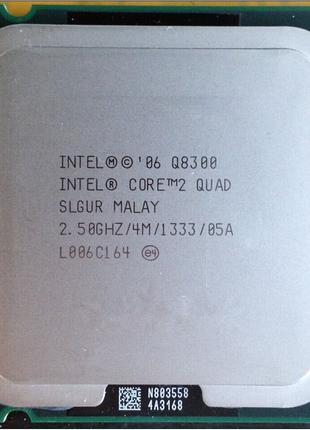 INTEL Ⓜ©'06 Q8300
INTEL® CORE™2 QUAD
SLGUR MALAY
2.50GHZ/4M/1333/05A
L006C164 e4
N803558
4A3168